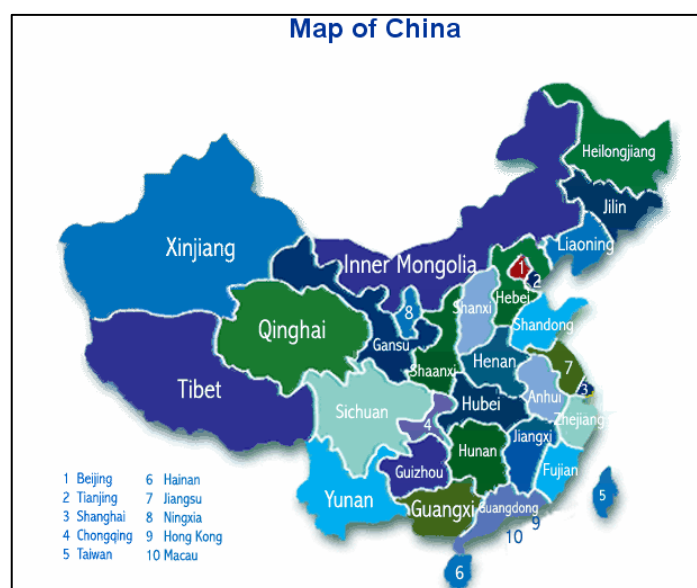 Map of China
Heilongjiang
Jilin
Liaoning
Xinjiang
Inner Mongolia
1
2
Hebei
Shanxi
8
Shandong
Qinghai
Gansu
Shaanxi
Henan
7
Tibet
Sichuan
Hubei
Anhui
3
Zhejiang
4
Hunan
Jiangxi
Guizhou
Fujian
Yunan
Guangxi
Guangdong
5
9
10
6
1 Beijing
2 Tianjing
3 Shanghai
4 Chongqing
5 Taiwan
6 Hainan
7 Jiangsu
8 Ningxia
9 Hong Kong
10 Macau